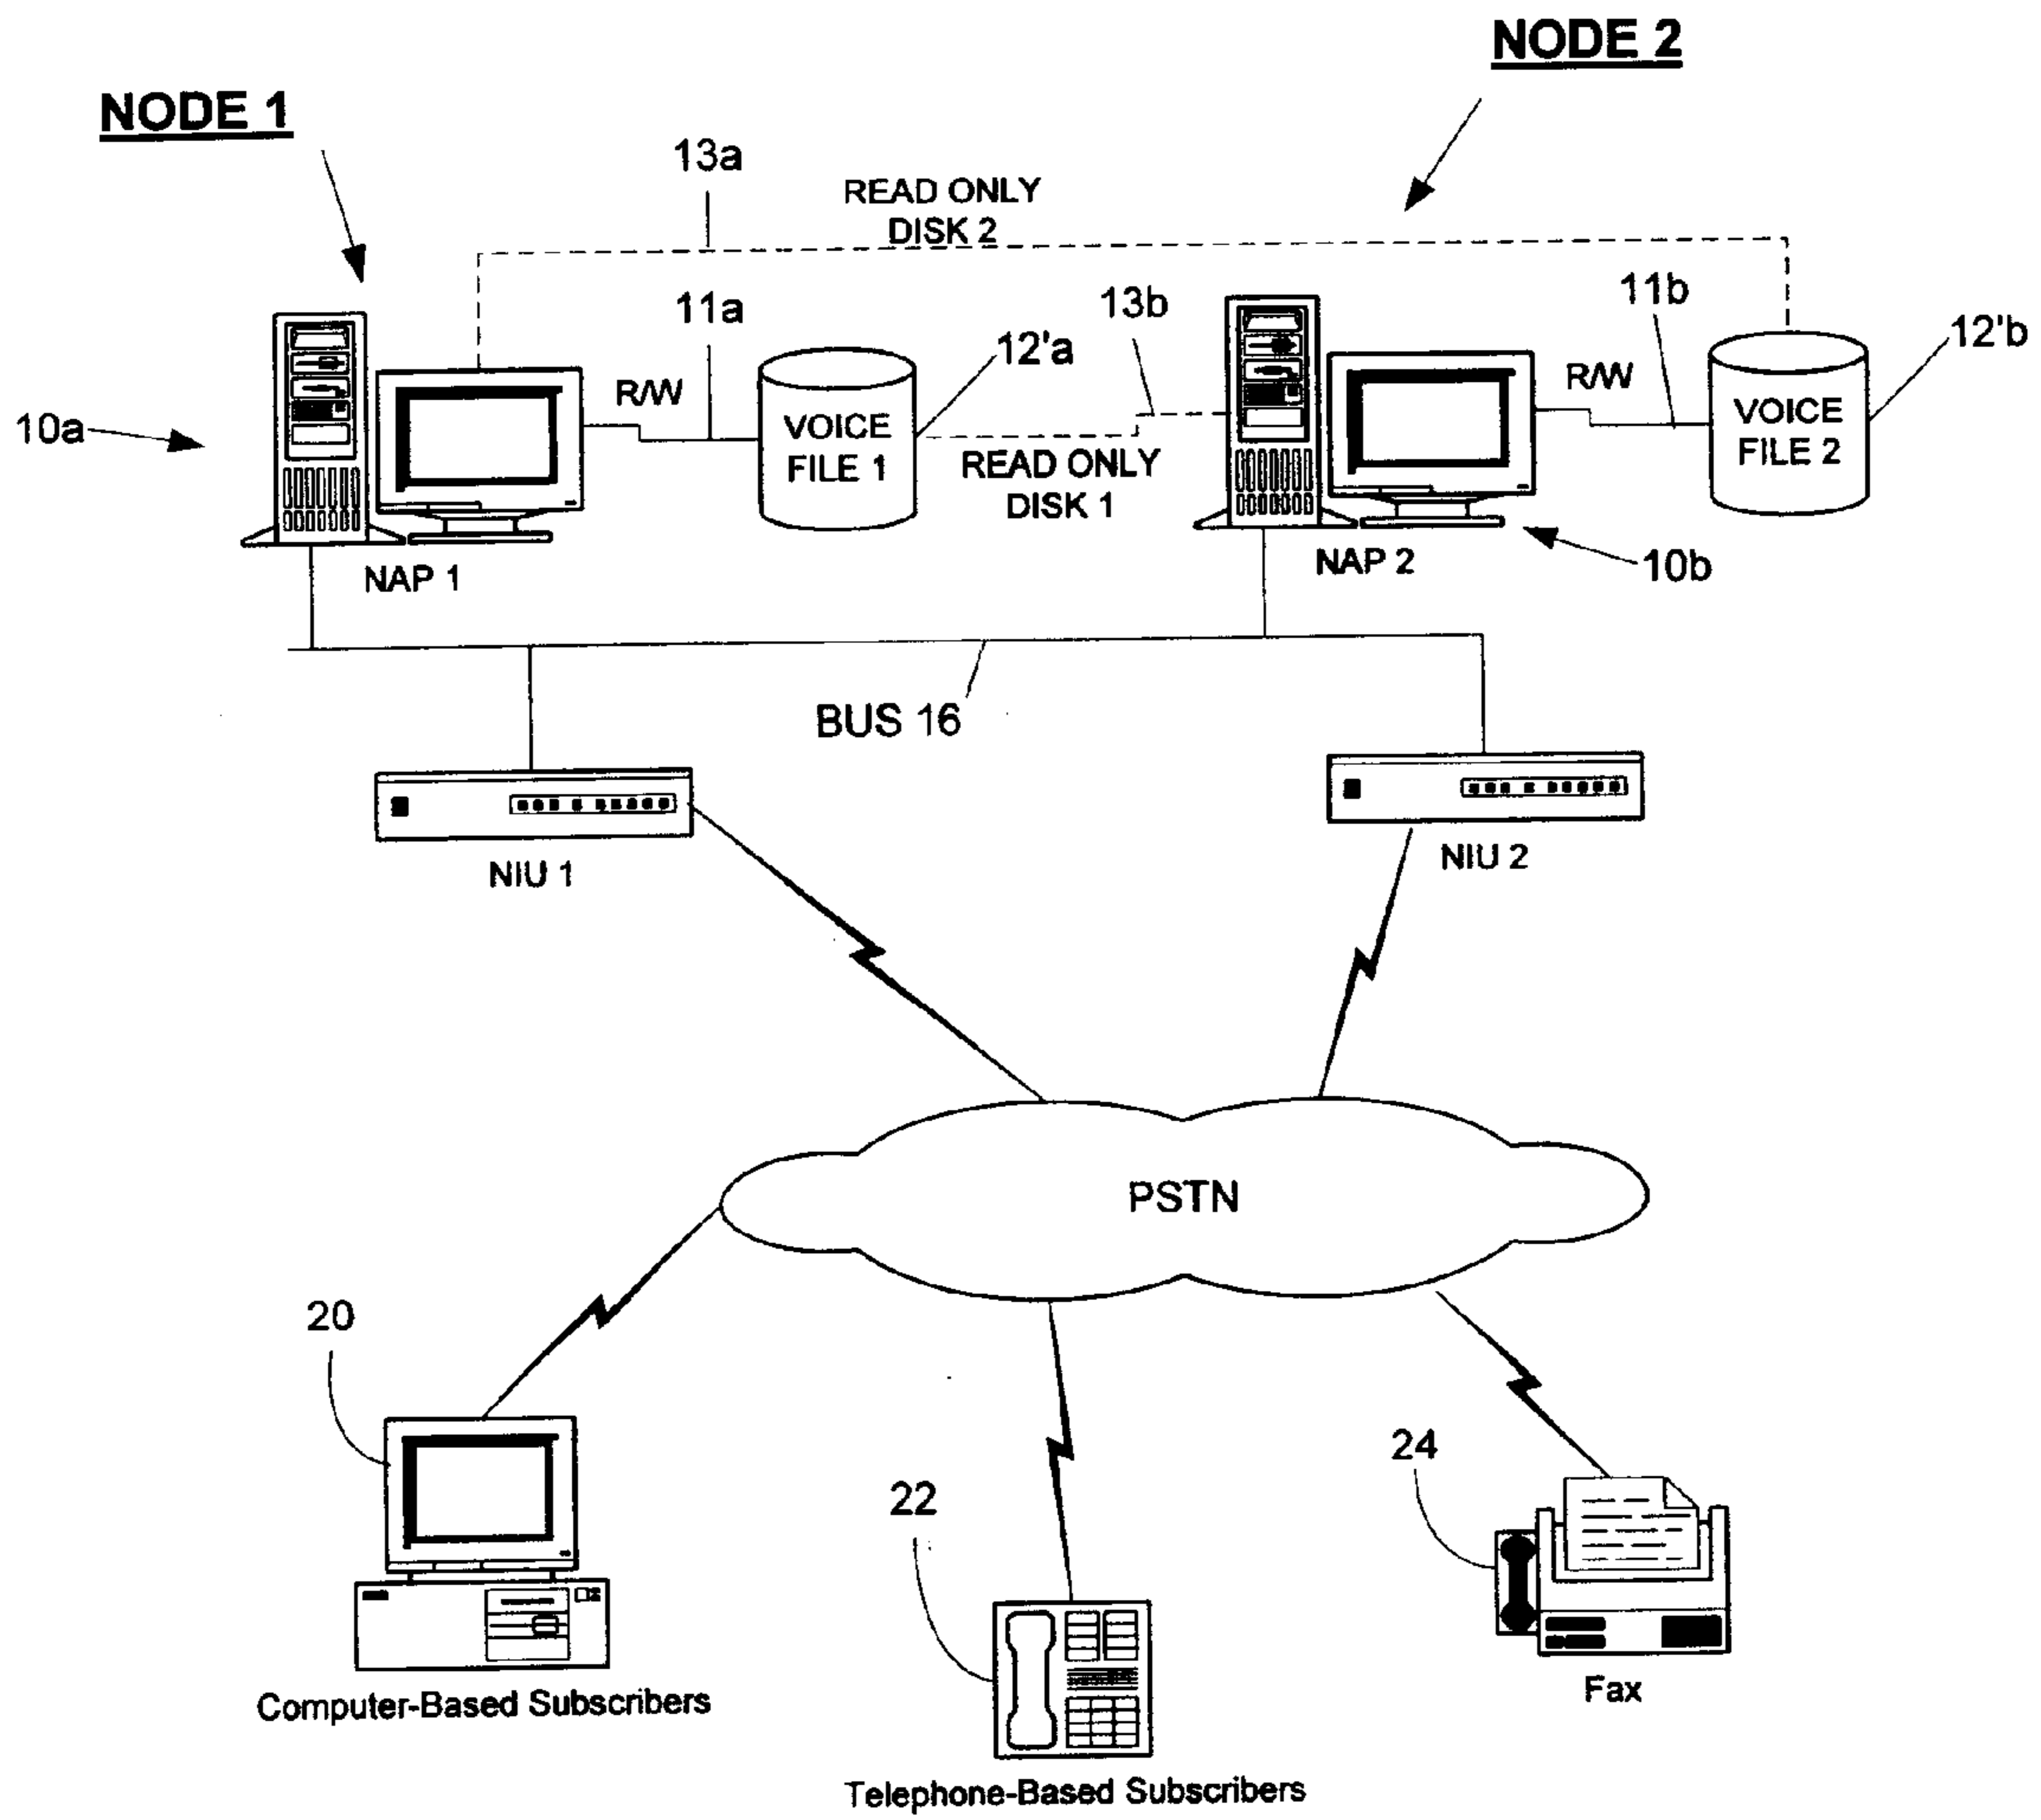 NODE 2
NODE 1
13a
READ ONLY
DISK 2
11a
13b
11b
12'a
12'b
R/W
R/W
10a
VOICE
FILE 1
VOICE
FILE 2
READ ONLY
DISK 1
NAP 1
NAP 2
10b
BUS 16
NIU 1
NIU 2
PSTN
20
22
24
Computer-Based Subscribers
Fax
Telephone-Based Subscribers